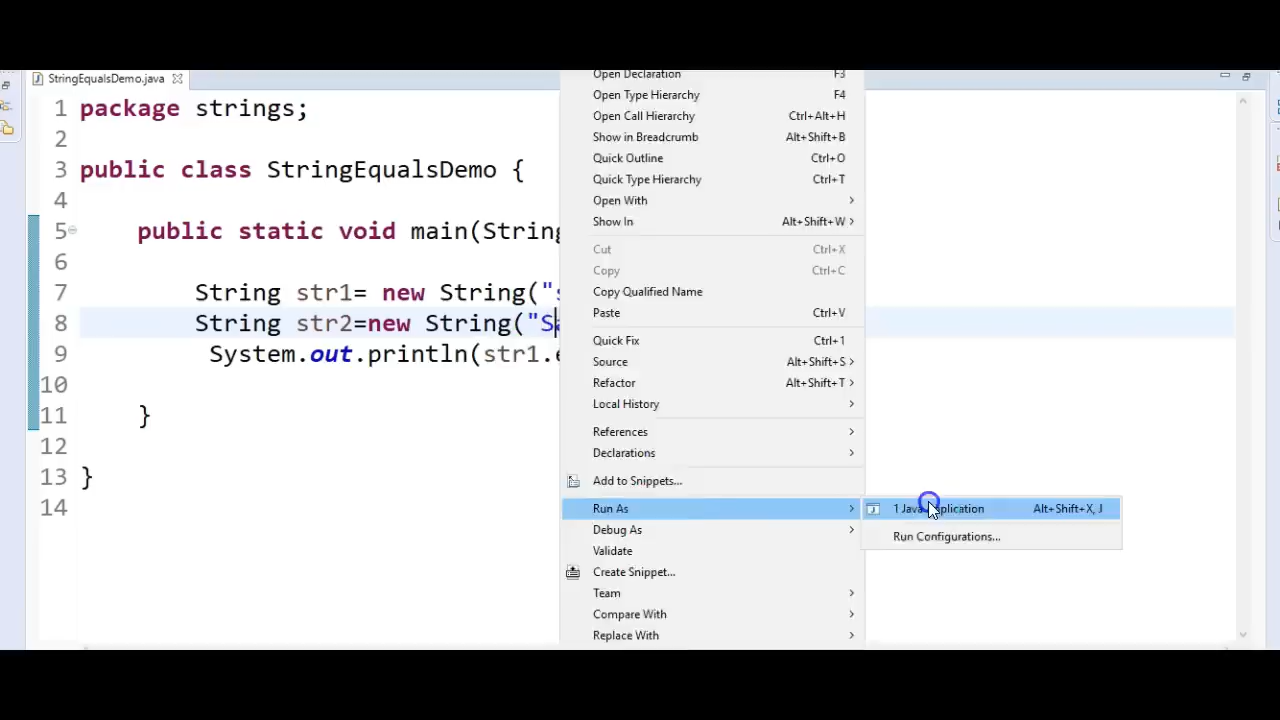 StringEqualsDemo.java
1 package strings;
2
3 public class StringEqualsDemo {
4
5 public static void main(String
6
7 String str1= new String("s
8 String str2=new String("Sa
9 System.out.println(str1.e
10
11 }
12
13 }
14
Open Declaration F3
Open Type Hierarchy F4
Open Call Hierarchy Ctrl+Alt+H
Show in Breadcrumb Alt+Shift+B
Quick Outline Ctrl+O
Quick Type Hierarchy Ctrl+T
Open With
Show In Alt+Shift+W
Cut Ctrl+X
Copy Ctrl+C
Copy Qualified Name
Paste Ctrl+V
Quick Fix Ctrl+1
Source Alt+Shift+S
Refactor Alt+Shift+T
Local History
References
Declarations
Add to Snippets...
Run As
Debug As
Validate
Create Snippet...
Team
Compare With
Replace With
1 Java Application Alt+Shift+X, J
Run Configurations...